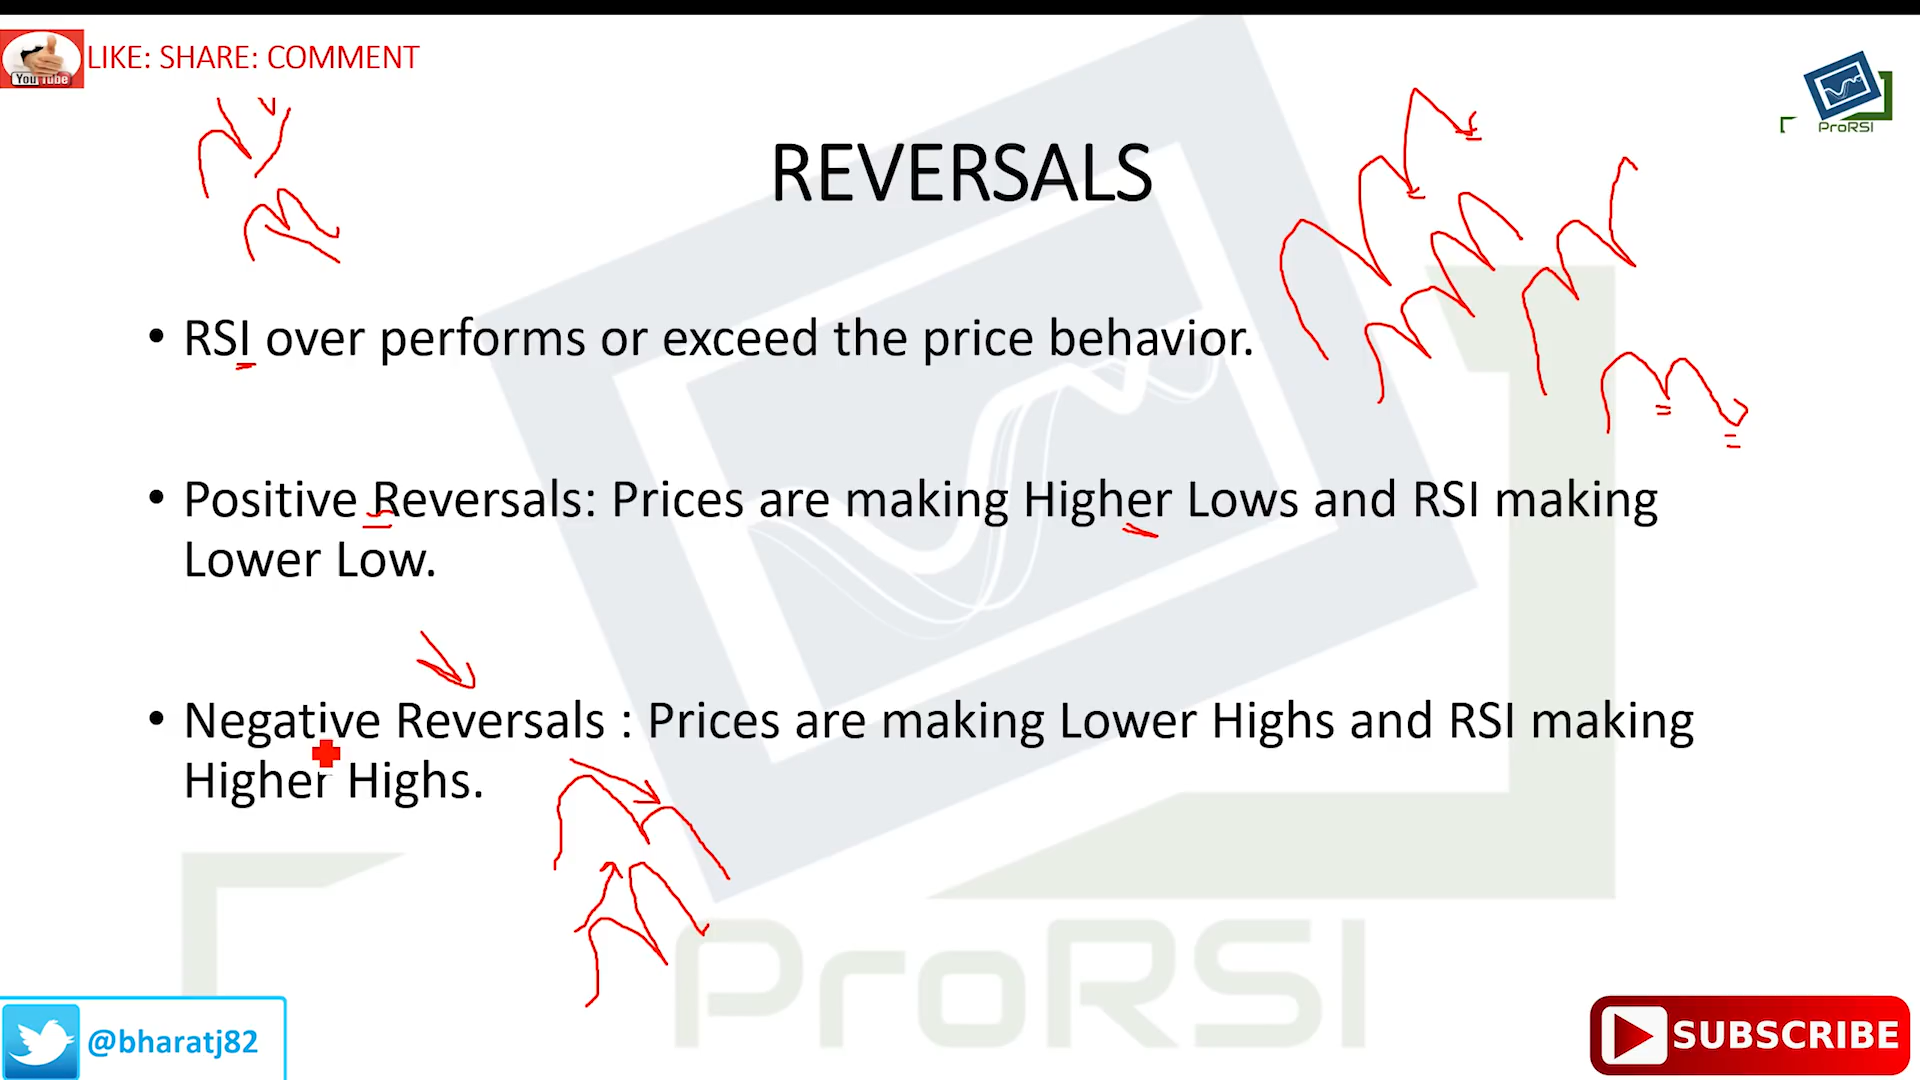 LIKE: SHARE: COMMENT
You Tube
ProRSI
REVERSALS
• RSI over performs or exceed the price behavior.
• Positive Reversals: Prices are making Higher Lows and RSI making
Lower Low.
• Negative Reversals : Prices are making Lower Highs and RSI making
Higher Highs.
ProRSI
@bharatj82
SUBSCRIBE